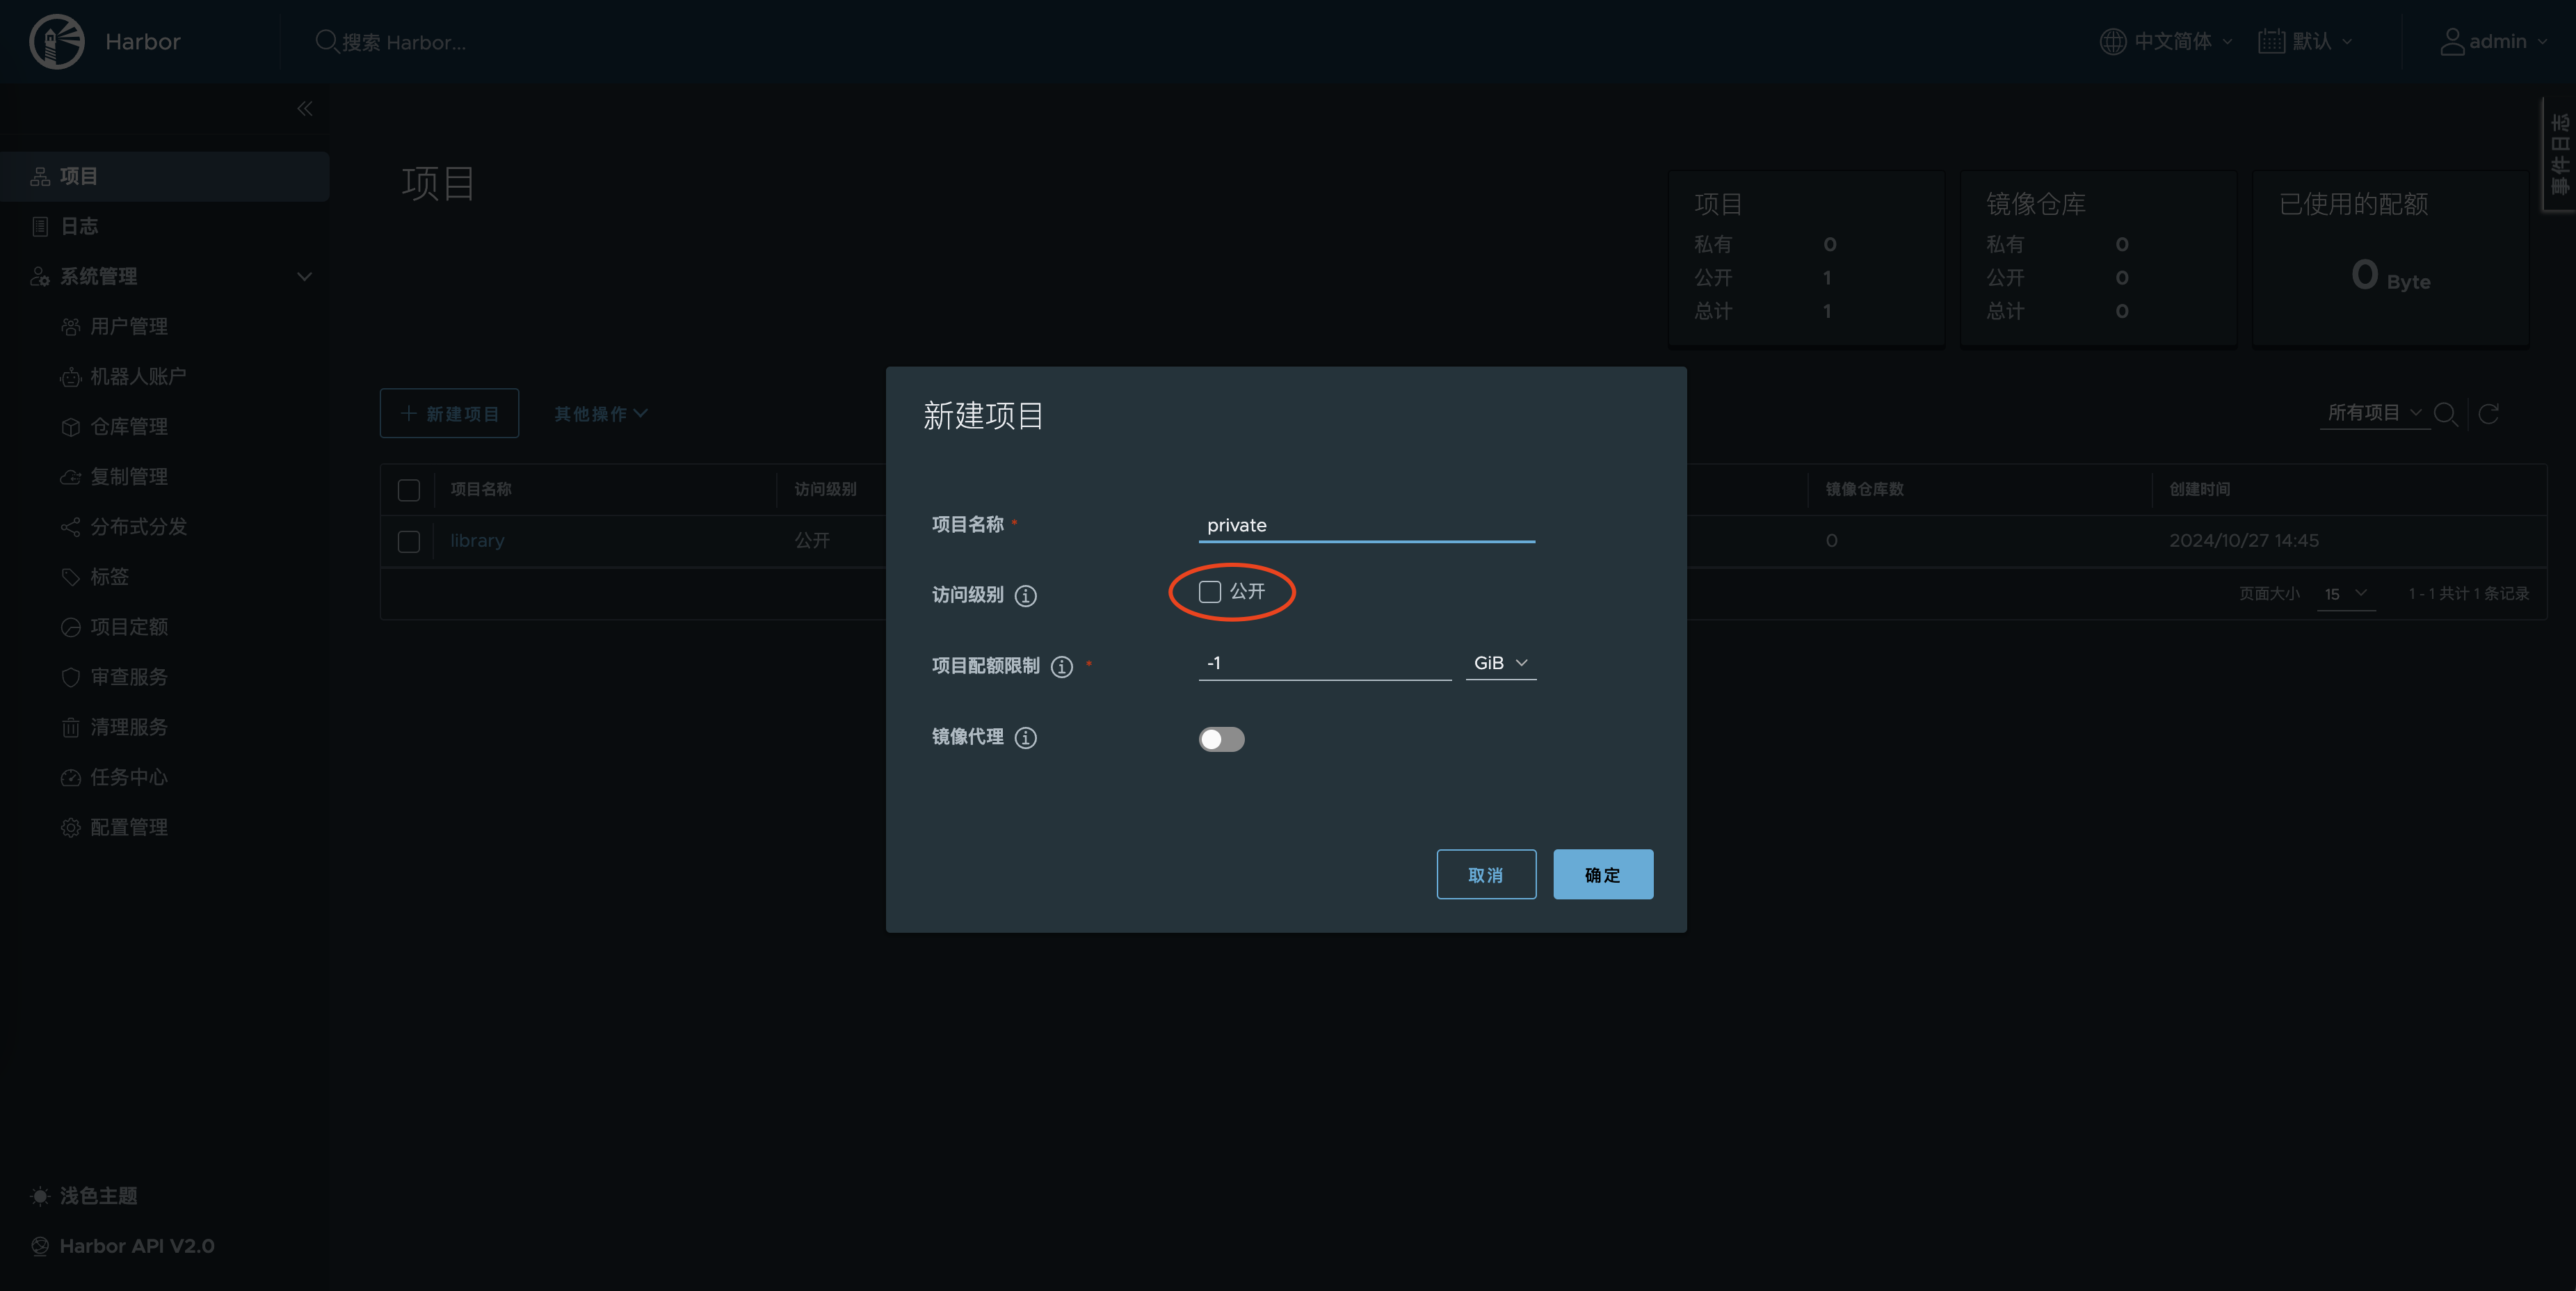 Harbor
搜索 Harbor...
中文简体
默认
admin
事件日志
项目
日志
系统管理
用户管理
机器人账户
仓库管理
复制管理
分布式分发
标签
项目定额
审查服务
清理服务
任务中心
配置管理
浅色主题
Harbor API V2.0
项目
项目
私有 0
公开 1
总计 1
镜像仓库
私有 0
公开 0
总计 0
已使用的配额
0 Byte
新建项目
其他操作
所有项目
项目名称 访问级别 镜像仓库数 创建时间
library 公开 0 2024/10/27 14:45
页面大小 15 1 - 1 共计 1 条记录
新建项目
项目名称 * private
访问级别 公开
项目配额限制 * -1 GiB
镜像代理
取消 确定